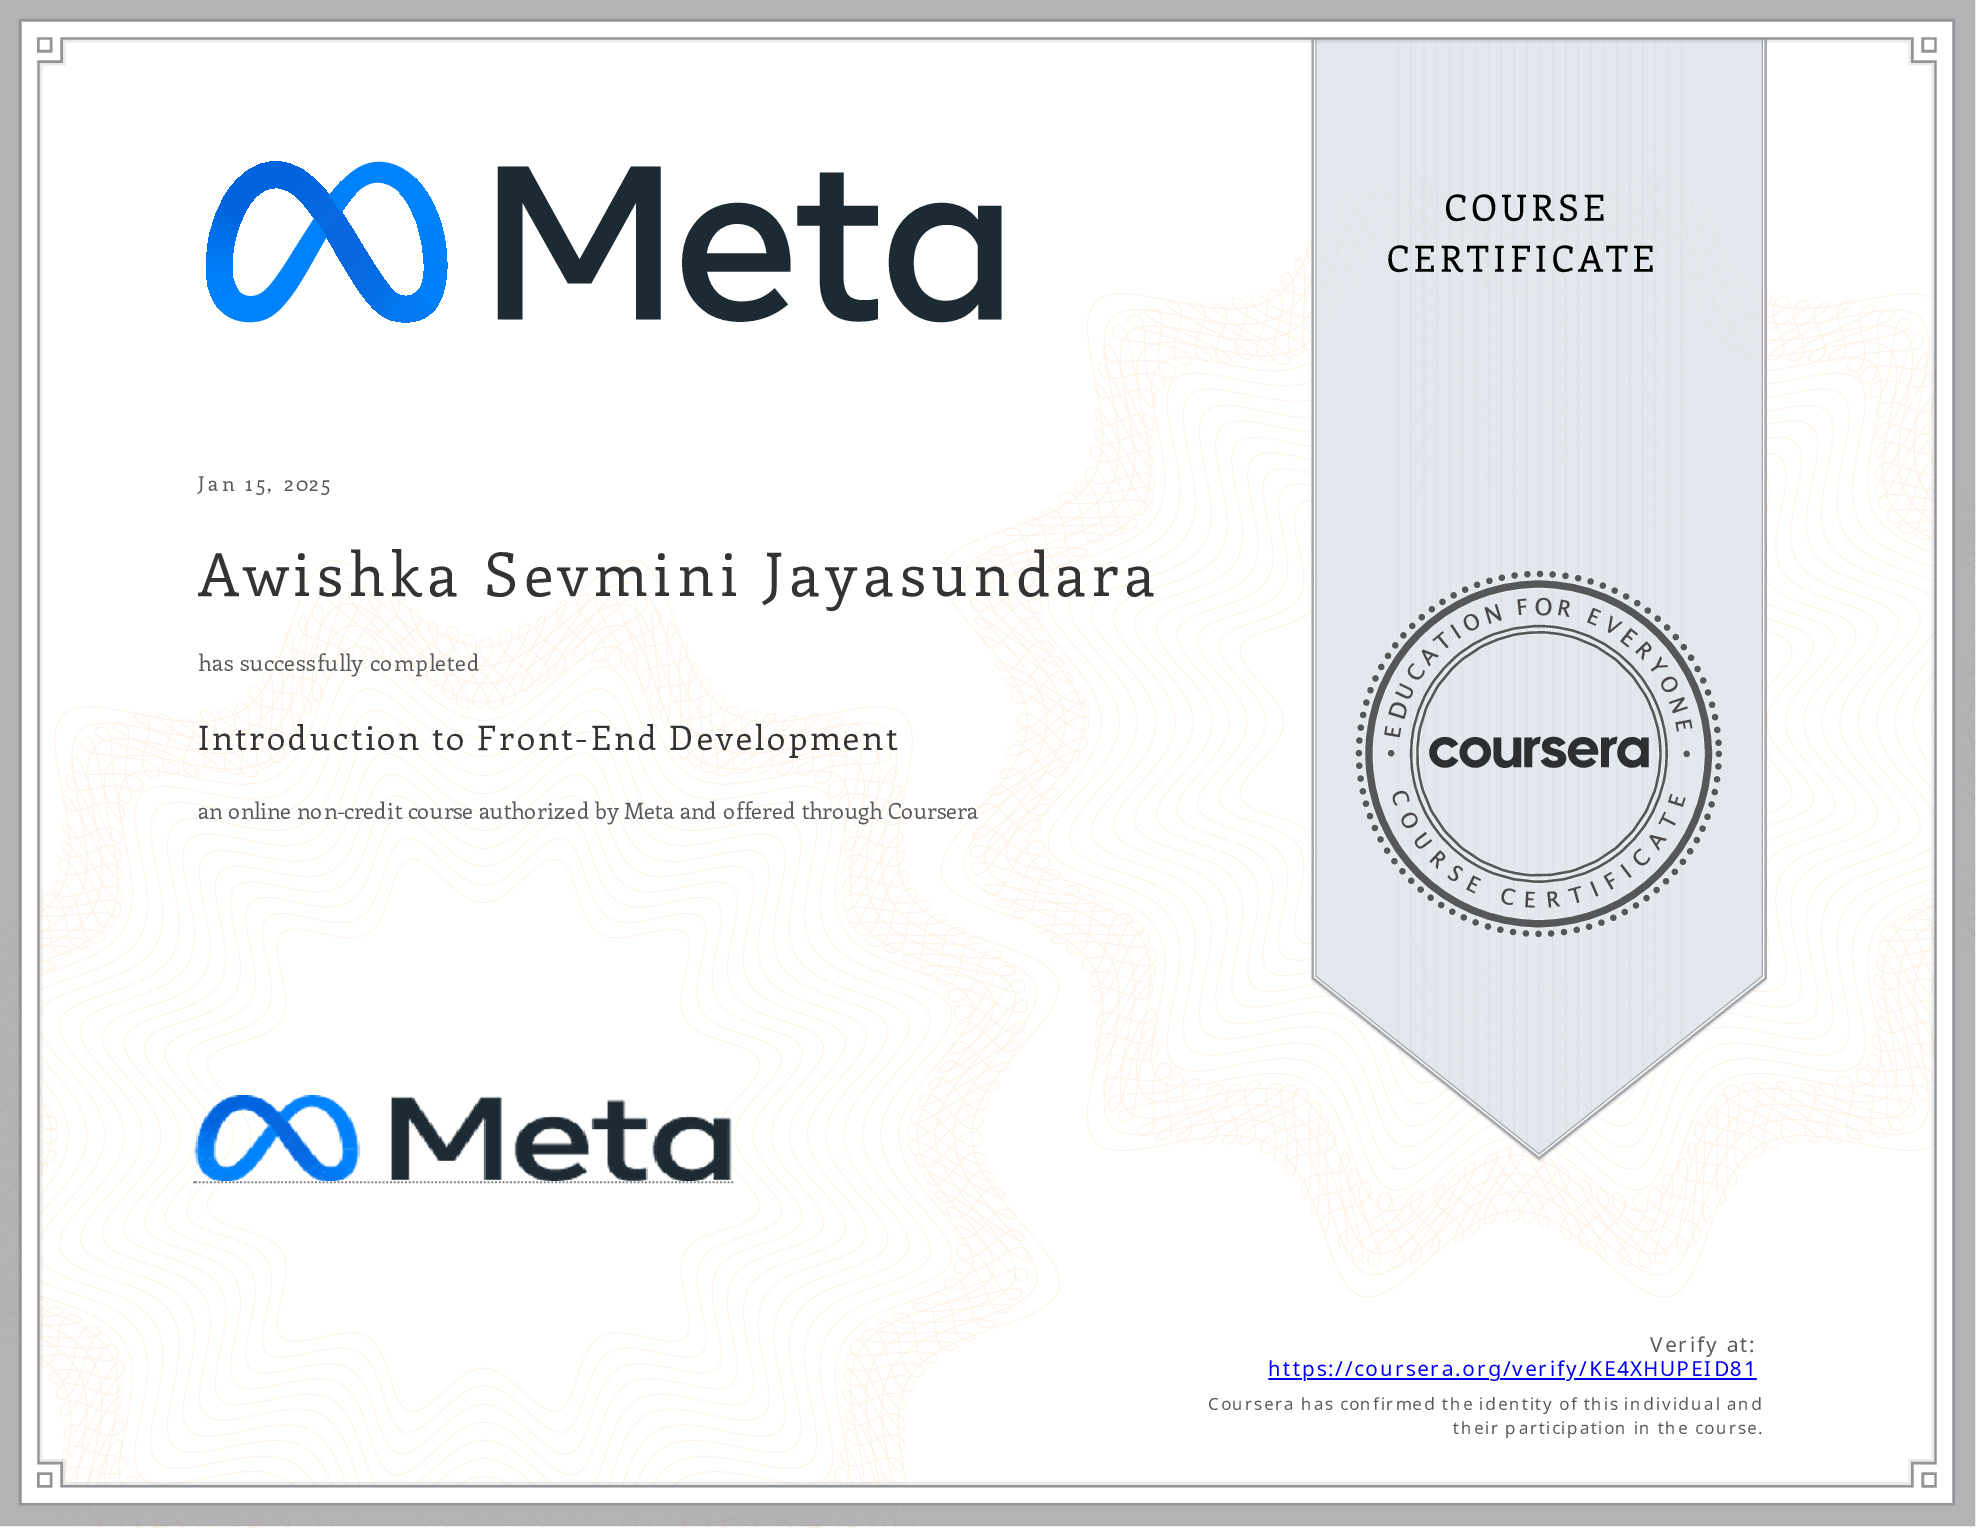 Meta
COURSE
CERTIFICATE
Jan 15, 2025
Awishka Sevmini Jayasundara
has successfully completed
Introduction to Front-End Development
an online non-credit course authorized by Meta and offered through Coursera
EDUCATION FOR EVERYONE
coursera
COURSE CERTIFICATE
Meta
Verify at:
https://coursera.org/verify/KE4XHUPEID81
Coursera has confirmed the identity of this individual and
their participation in the course.